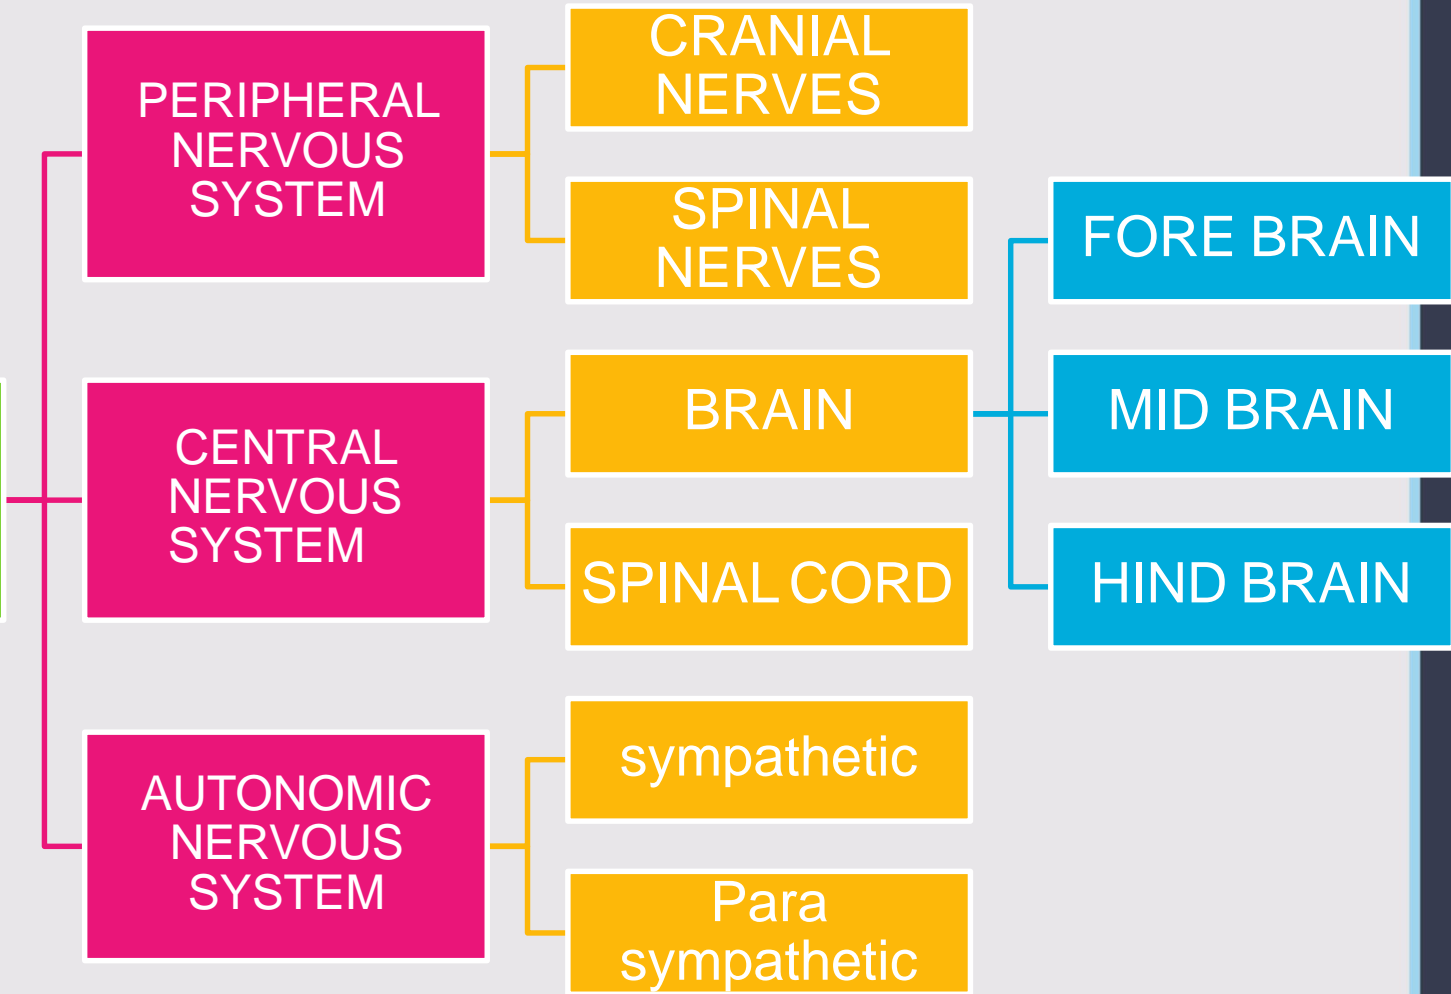 PERIPHERAL
NERVOUS
SYSTEM
CRANIAL
NERVES
SPINAL
NERVES
CENTRAL
NERVOUS
SYSTEM
BRAIN
FORE BRAIN
MID BRAIN
HIND BRAIN
SPINAL CORD
AUTONOMIC
NERVOUS
SYSTEM
sympathetic
Para
sympathetic